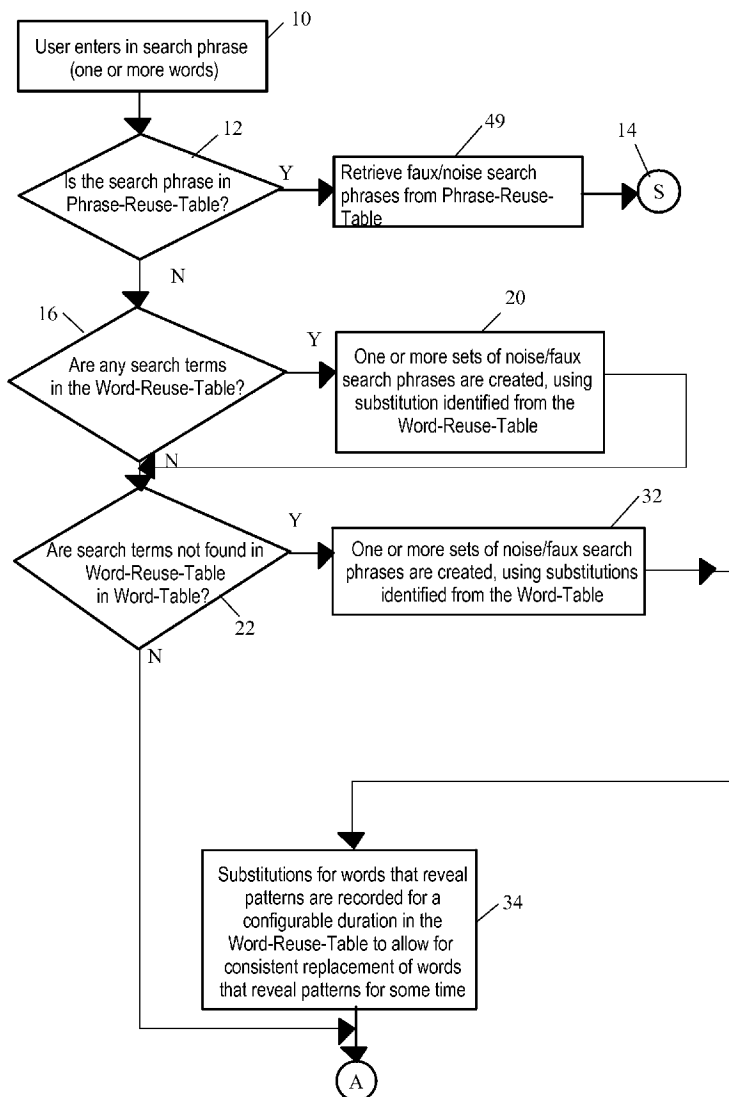 10
User enters in search phrase
(one or more words)
12
Is the search phrase in
Phrase-Reuse-Table?
Y
49
Retrieve faux/noise search
phrases from Phrase-Reuse-
Table
14
S
N
16
Are any search terms
in the Word-Reuse-Table?
Y
20
One or more sets of noise/faux
search phrases are created, using
substitution identified from the
Word-Reuse-Table
N
Are search terms not found in
Word-Reuse-Table
in Word-Table?
22
Y
32
One or more sets of noise/faux search
phrases are created, using substitutions
identified from the Word-Table
N
Substitutions for words that reveal
patterns are recorded for a
configurable duration in the
Word-Reuse-Table to allow for
consistent replacement of words
that reveal patterns for some time
34
A